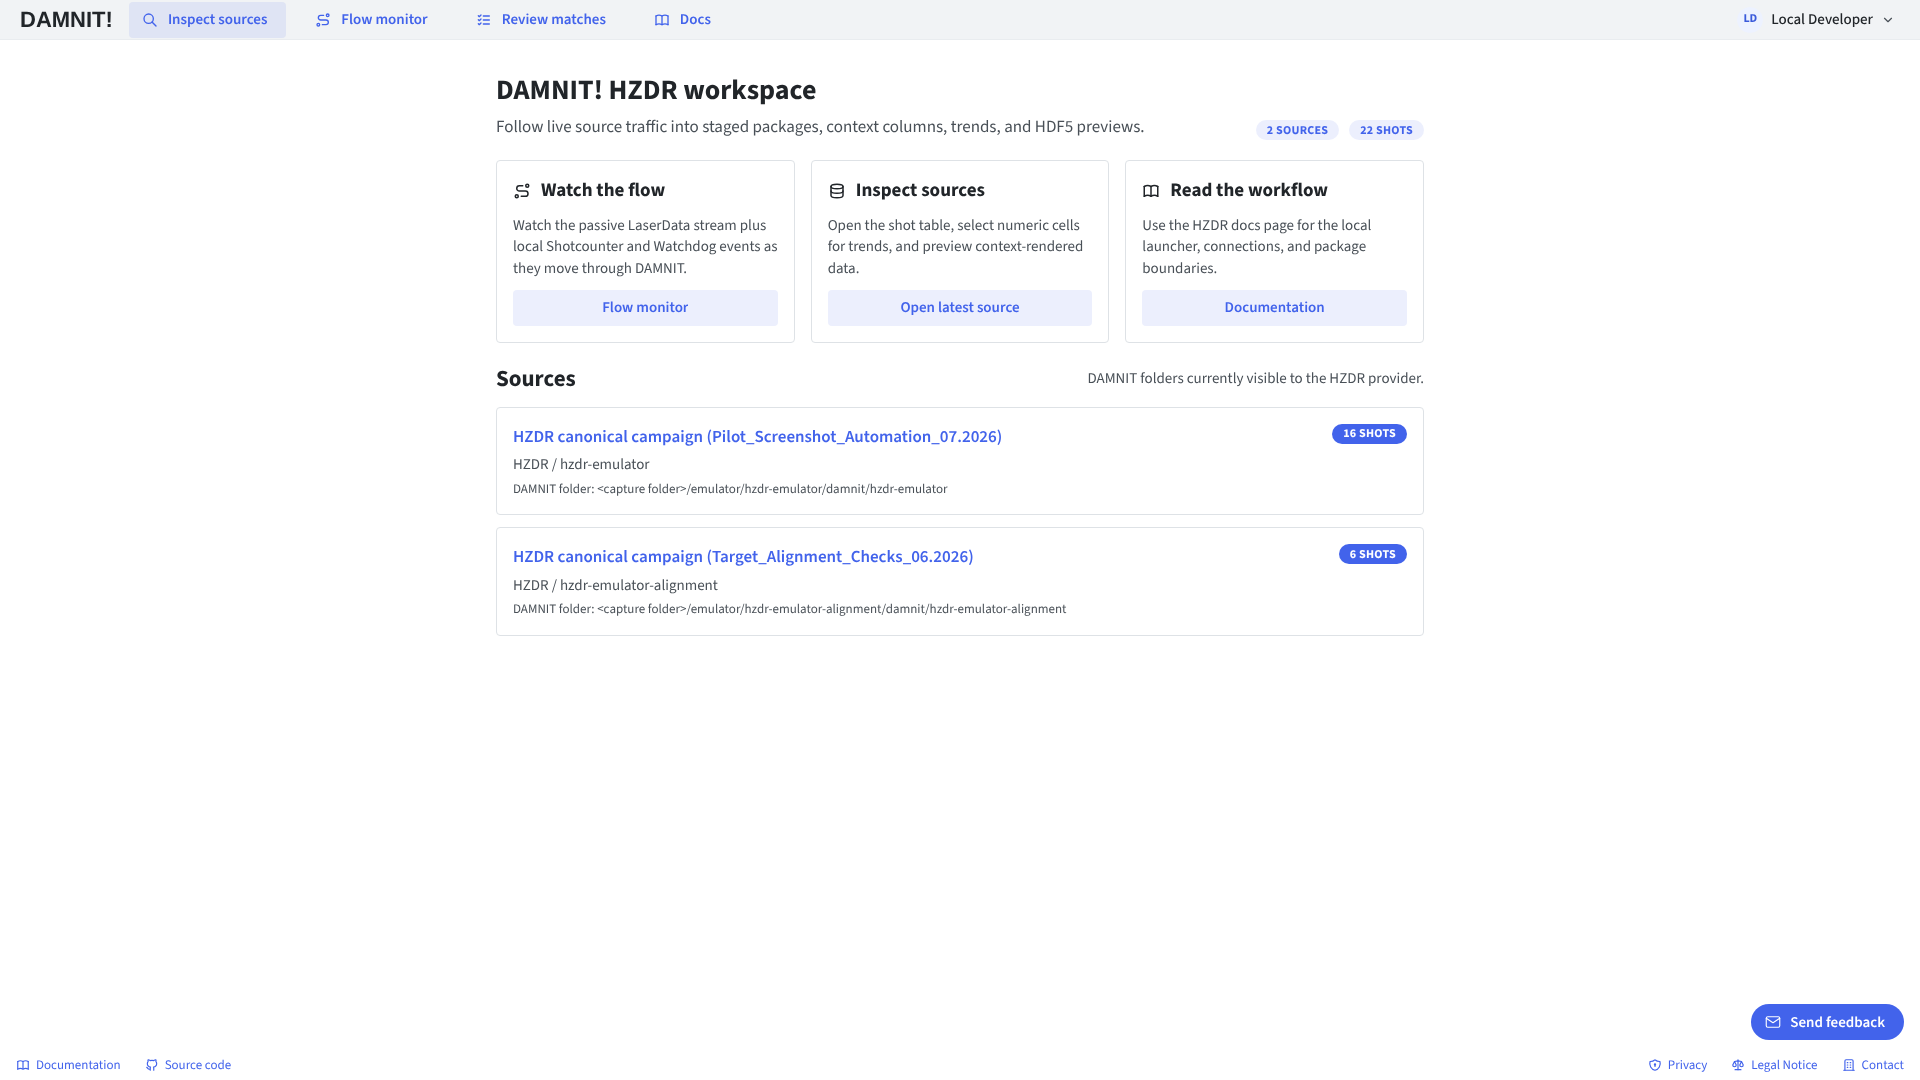 DAMNIT!
Inspect sources
Flow monitor
Review matches
Docs
LD
Local Developer
DAMNIT! HZDR workspace
Follow live source traffic into staged packages, context columns, trends, and HDF5 previews.
2 SOURCES
22 SHOTS
Watch the flow
Watch the passive LaserData stream plus
local Shotcounter and Watchdog events as
they move through DAMNIT.
Flow monitor
Inspect sources
Open the shot table, select numeric cells
for trends, and preview context-rendered
data.
Open latest source
Read the workflow
Use the HZDR docs page for the local
launcher, connections, and package
boundaries.
Documentation
Sources
DAMNIT folders currently visible to the HZDR provider.
HZDR canonical campaign (Pilot_Screenshot_Automation_07.2026)
16 SHOTS
HZDR / hzdr-emulator
DAMNIT folder: <capture folder>/emulator/hzdr-emulator/damnit/hzdr-emulator
HZDR canonical campaign (Target_Alignment_Checks_06.2026)
6 SHOTS
HZDR / hzdr-emulator-alignment
DAMNIT folder: <capture folder>/emulator/hzdr-emulator-alignment/damnit/hzdr-emulator-alignment
Send feedback
Documentation
Source code
Privacy
Legal Notice
Contact